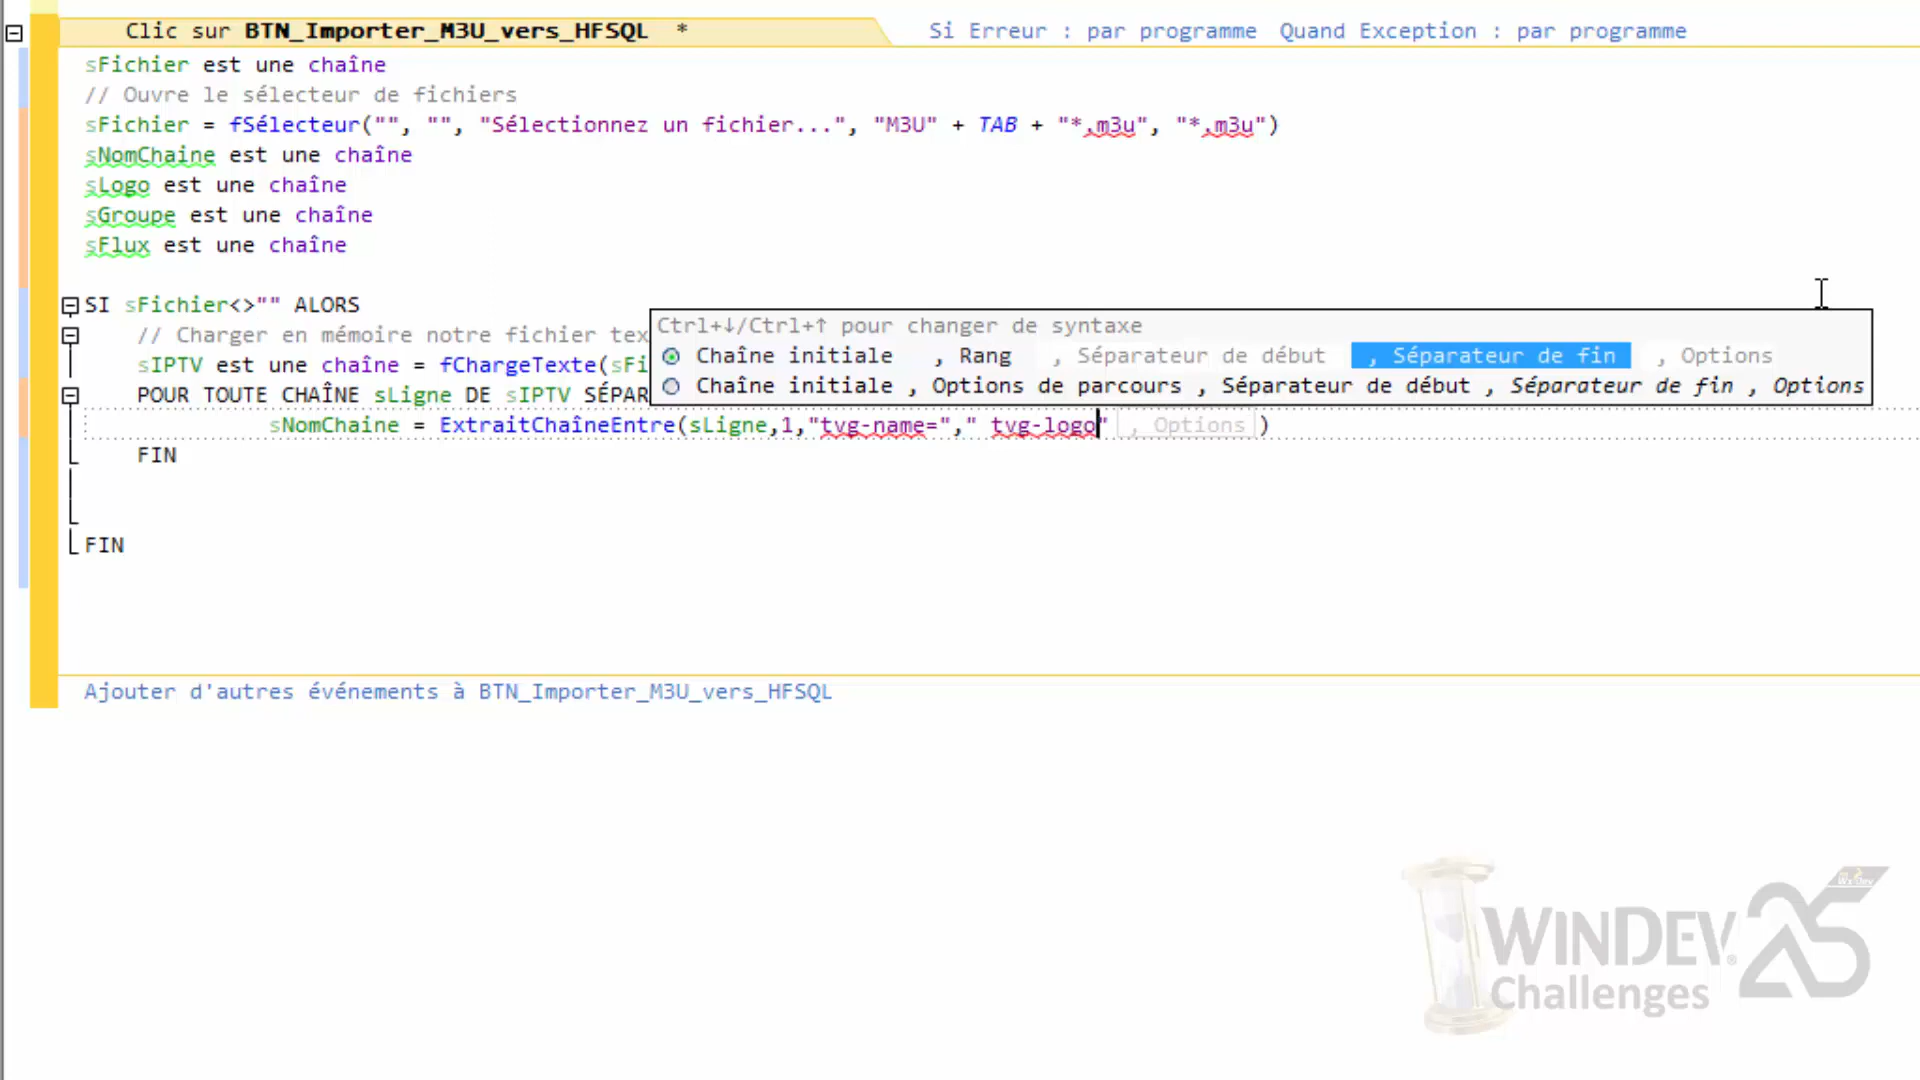 Clic sur BTN_Importer_M3U_vers_HFSQL * Si Erreur : par programme Quand Exception : par programme
sFichier est une chaîne
// Ouvre le sélecteur de fichiers
sFichier = fSélecteur("", "", "Sélectionnez un fichier...", "M3U" + TAB + "*.m3u", "*.m3u")
sNomChaine est une chaîne
sLogo est une chaîne
sGroupe est une chaîne
sFlux est une chaîne
SI sFichier<>"" ALORS
// Charger en mémoire notre fichier tex
Ctrl+↓/Ctrl+↑ pour changer de syntaxe
Chaîne initiale , Rang , Séparateur de début , Séparateur de fin , Options
sIPTV est une chaîne = fChargeTexte(sFi
Chaîne initiale , Options de parcours , Séparateur de début , Séparateur de fin , Options
POUR TOUTE CHAÎNE sLigne DE sIPTV SÉPAR
sNomChaine = ExtraitChaîneEntre(sLigne,1,"tvg-name="," tvg-logo" , Options )
FIN
FIN
Ajouter d'autres événements à BTN_Importer_M3U_vers_HFSQL
WINDEV® 25
Challenges